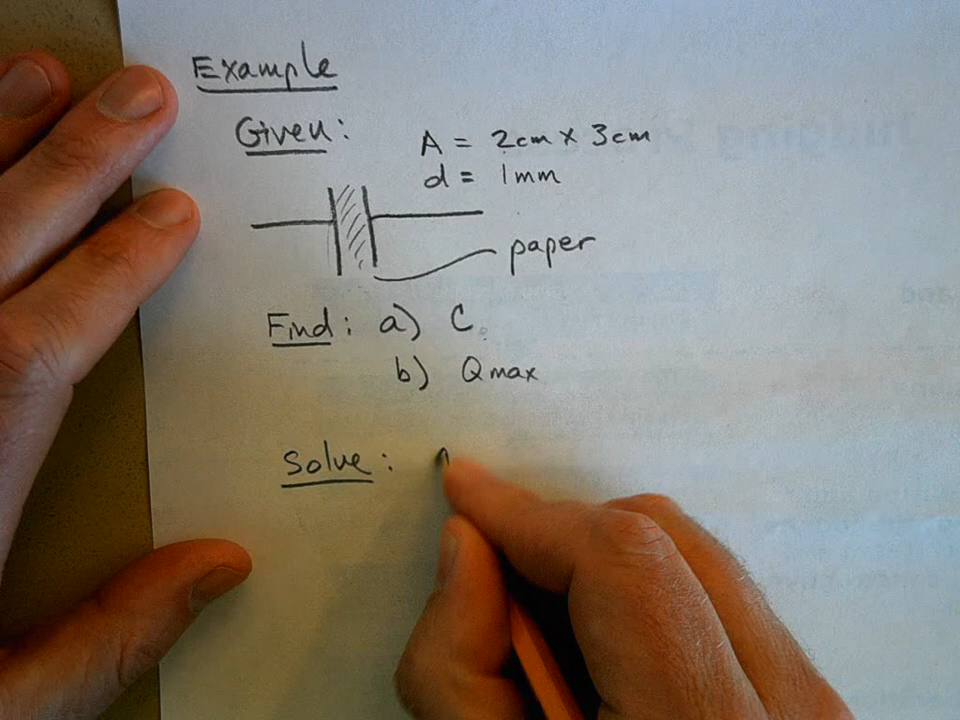 Example
Given:
A = 2cm x 3cm
d = 1mm
paper
Find: a) C
b) Qmax
Solve: